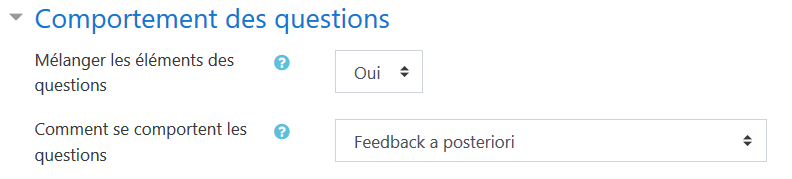 Comportement des questions
Mélanger les éléments des
questions
Oui
Comment se comportent les
questions
Feedback a posteriori